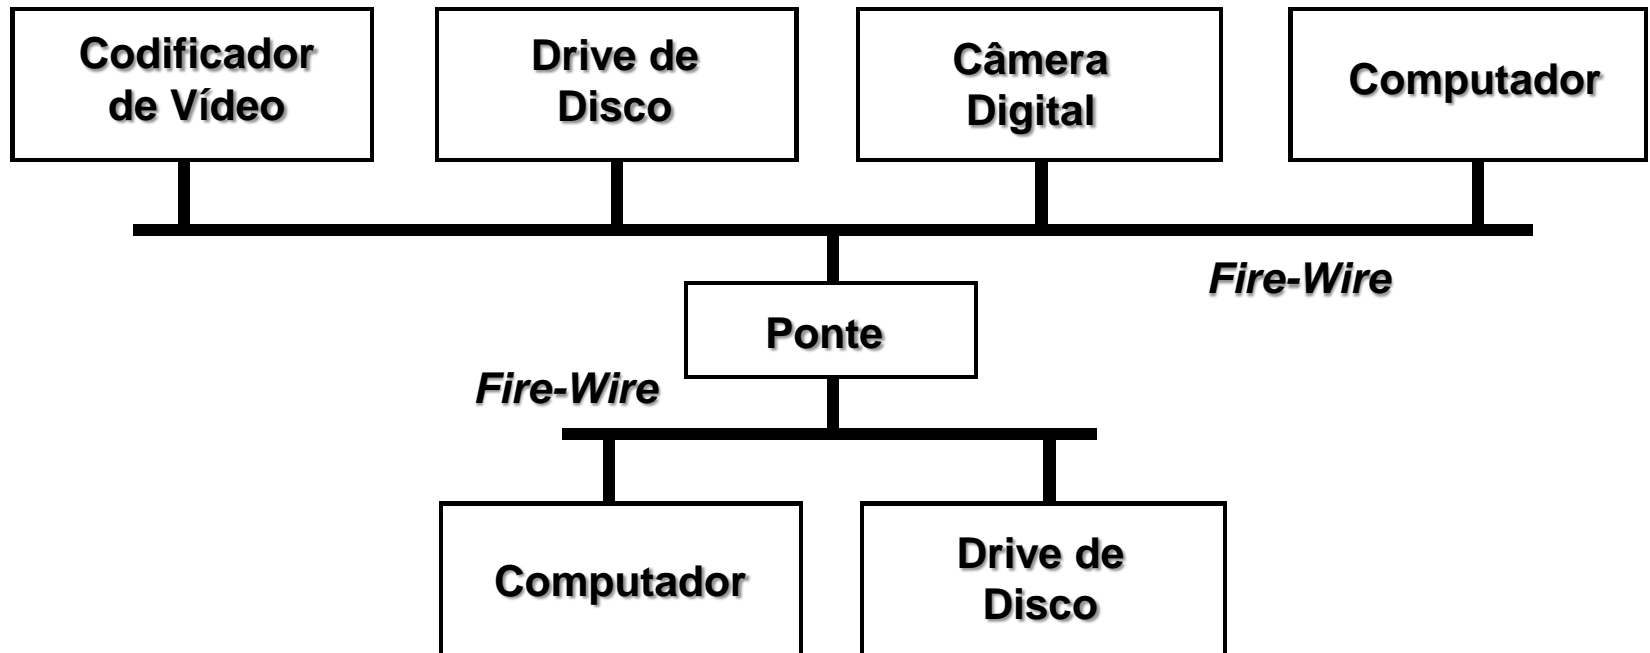 Codificador
de Vídeo
Drive de
Disco
Câmera
Digital
Computador
Fire-Wire
Ponte
Fire-Wire
Computador
Drive de
Disco